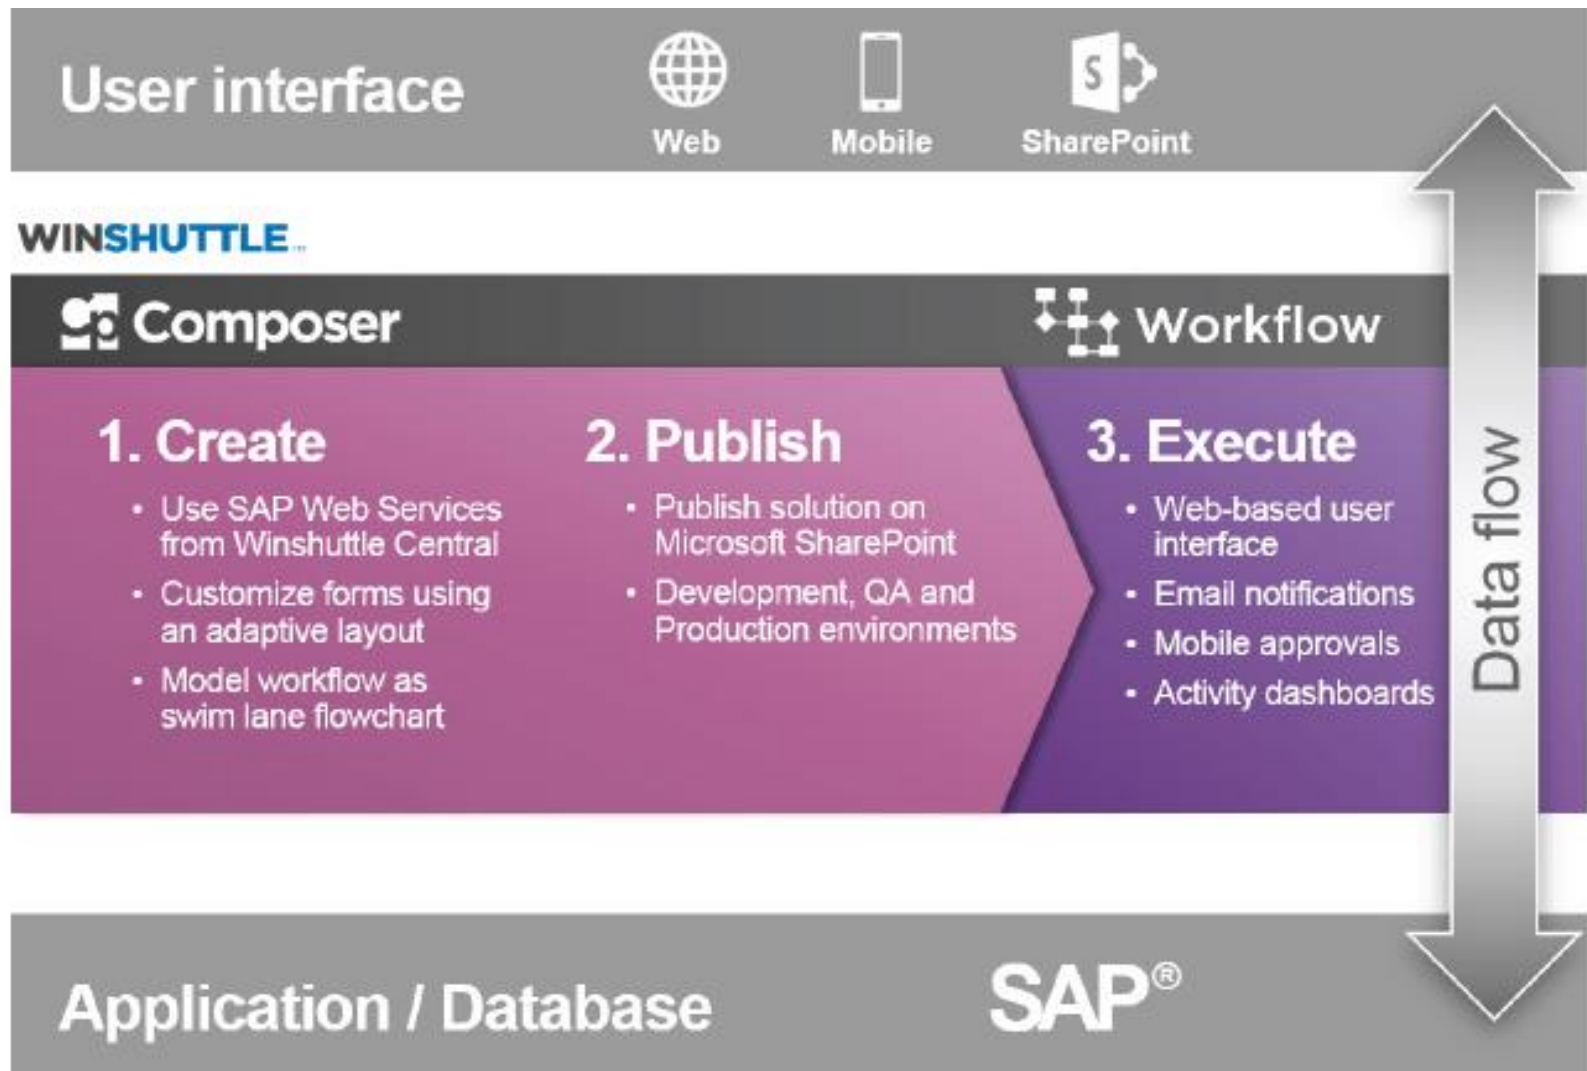 User interface
Web
Mobile
SharePoint
WINSHUTTLE
Composer
Workflow
1. Create
• Use SAP Web Services
from Winshuttle Central
• Customize forms using
an adaptive layout
• Model workflow as
swim lane flowchart
2. Publish
• Publish solution on
Microsoft SharePoint
• Development, QA and
Production environments
3. Execute
• Web-based user
interface
• Email notifications
• Mobile approvals
• Activity dashboards
Data flow
Application / Database
SAP®